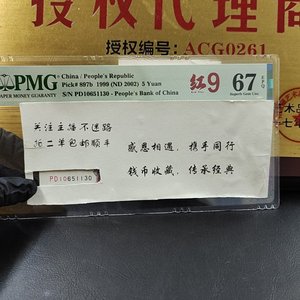 授权代理商
授权编号：ACG0261
PMG
PAPER MONEY GUARANTY
China / People's Republic
Pick# 897b 1999 (ND 2002) 5 Yuan
S/N PD10651130 - People's Bank of China
红9
67 EPQ
Superb Gem Unc
关注主播不迷路
拍二单包邮顺丰
感恩相遇，携手同行
钱币收藏，传承经典
PD10651130